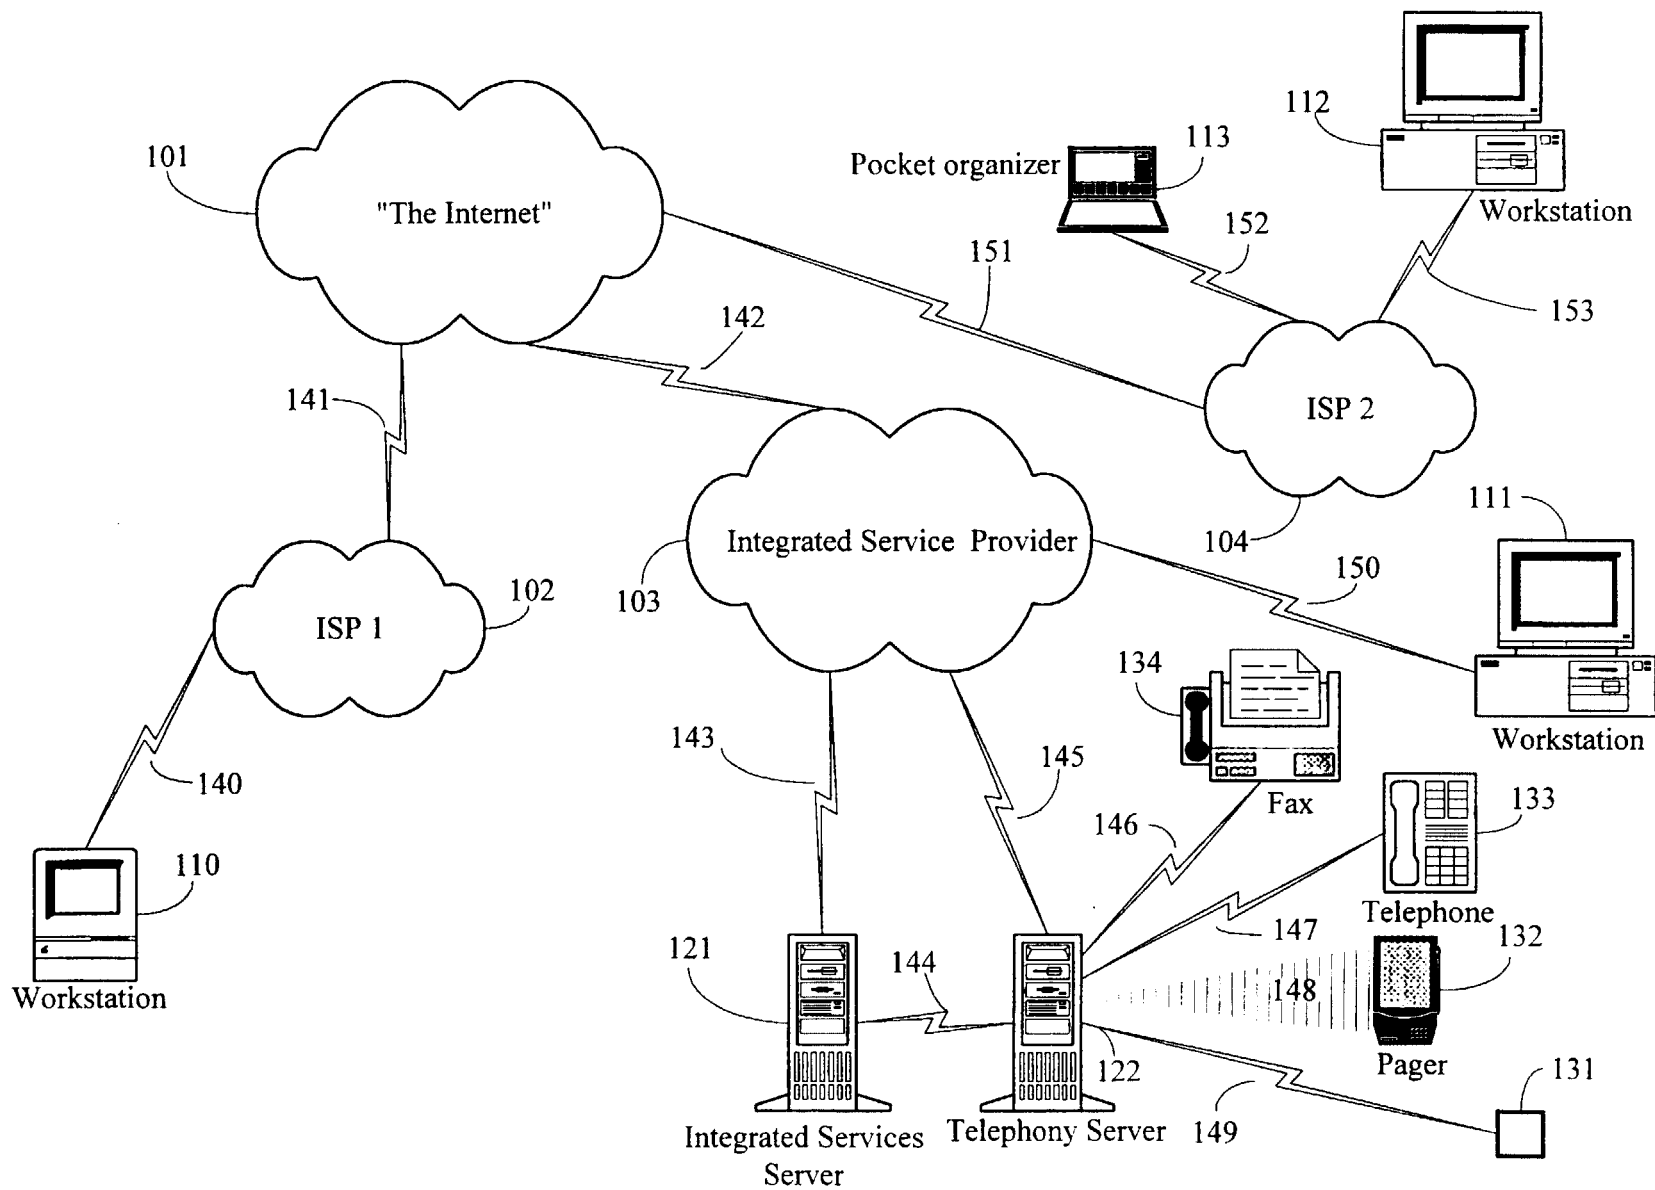 112
113
101
Pocket organizer
"The Internet"
Workstation
152
151
153
142
141
ISP 2
111
104
Integrated Service Provider
150
102
103
ISP 1
134
143
145
Workstation
140
Fax
133
146
110
Telephone
147
132
121
144
148
Workstation
Pager
122
131
149
Integrated Services
Server
Telephony Server